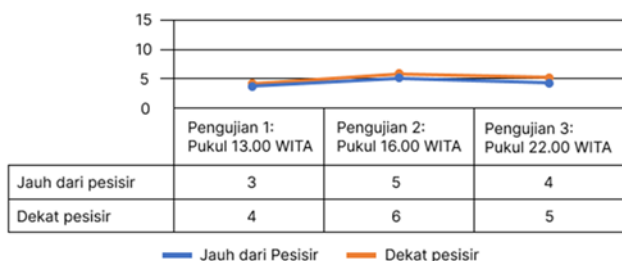 15
10
5
0
Pengujian 1: Pengujian 2: Pengujian 3:
Pukul 13.00 WITA Pukul 16.00 WITA Pukul 22.00 WITA
Jauh dari pesisir 3 5 4
Dekat pesisir 4 6 5
Jauh dari Pesisir Dekat pesisir